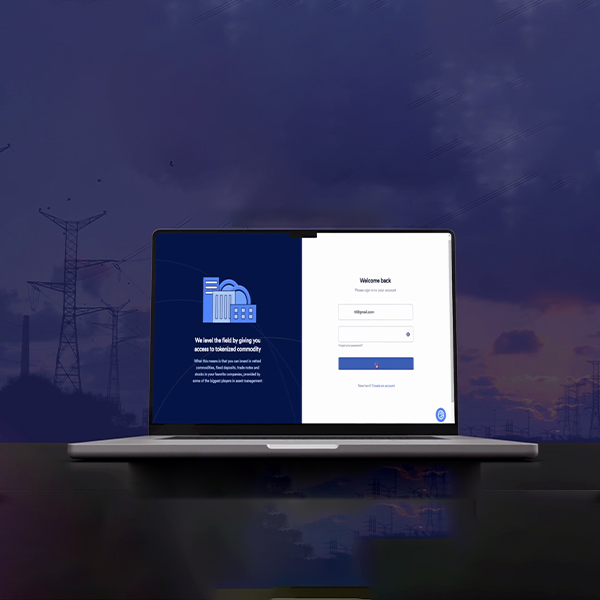 We level the field by giving you
access to tokenized commodity
What this means is that you can invest in vetted
commodities, fixed deposits, trade notes and
stocks in your favorite companies, provided by
some of the biggest players in asset management
Welcome back
Please sign in to your account
@gmail.com
Forgot your password?
New here? Create an account